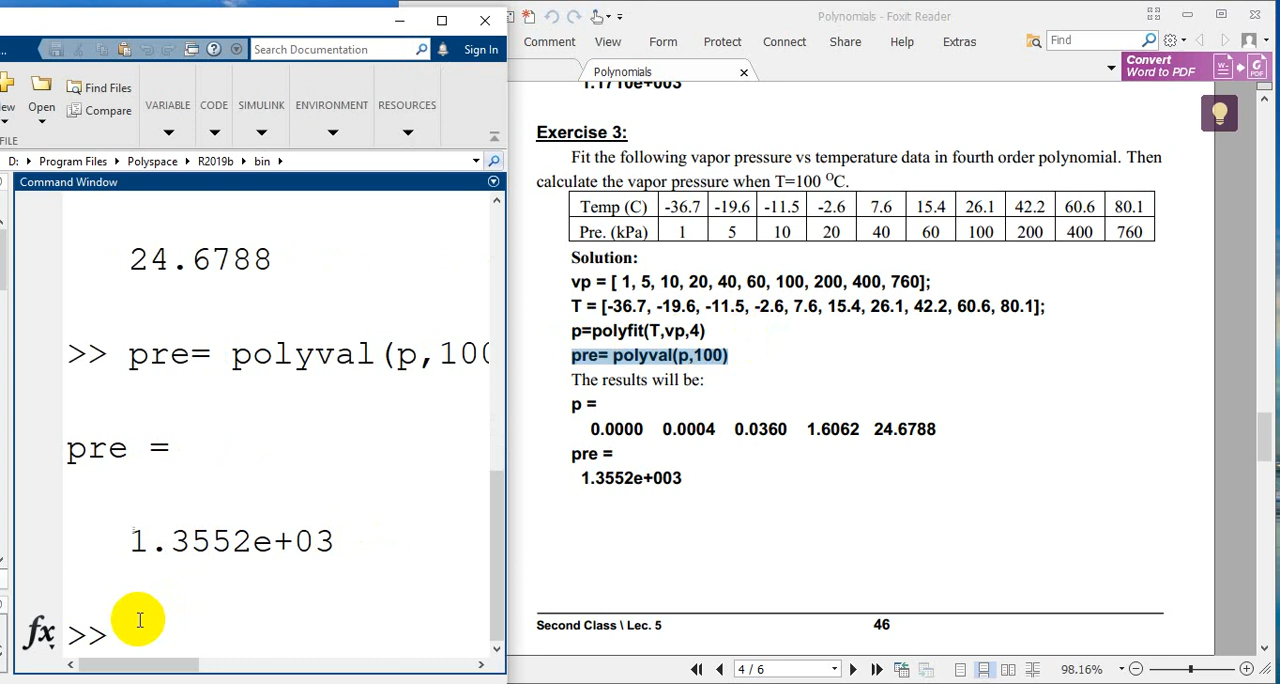 Search Documentation
Sign In
Open
Find Files
Compare
VARIABLE
CODE
SIMULINK
ENVIRONMENT
RESOURCES
FILE
D: Program Files Polyspace R2019b bin
Command Window
24.6788
>> pre= polyval(p,100
pre =
1.3552e+03
fx >>
Polynomials - Foxit Reader
Comment View Form Protect Connect Share Help Extras
Find
Polynomials
Convert
Word to PDF
1.1710e+003
Exercise 3:
Fit the following vapor pressure vs temperature data in fourth order polynomial. Then
calculate the vapor pressure when T=100 ᴼC.
Temp (C) -36.7 -19.6 -11.5 -2.6 7.6 15.4 26.1 42.2 60.6 80.1
Pre. (kPa) 1 5 10 20 40 60 100 200 400 760
Solution:
vp = [ 1, 5, 10, 20, 40, 60, 100, 200, 400, 760];
T = [-36.7, -19.6, -11.5, -2.6, 7.6, 15.4, 26.1, 42.2, 60.6, 80.1];
p=polyfit(T,vp,4)
pre= polyval(p,100)
The results will be:
p =
0.0000 0.0004 0.0360 1.6062 24.6788
pre =
1.3552e+003
Second Class \ Lec. 5 46
4 / 6
98.16%